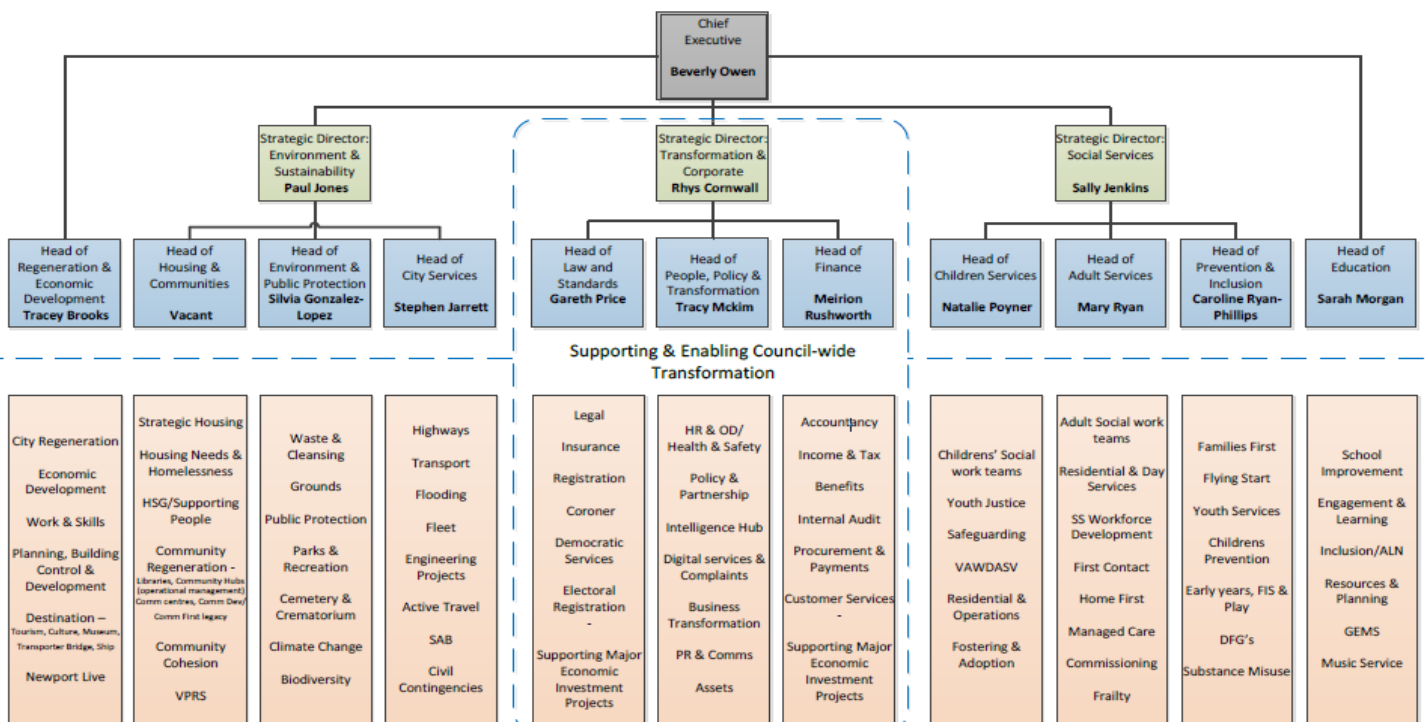 Chief
Executive
Beverly Owen
Strategic Director:
Environment &
Sustainability
Paul Jones
Strategic Director:
Transformation &
Corporate
Rhys Cornwall
Strategic Director:
Social Services
Sally Jenkins
Head of
Regeneration &
Economic
Development
Tracey Brooks
Head of
Housing &
Communities
Vacant
Head of
Environment &
Public Protection
Silvia Gonzalez-
Lopez
Head of
City Services
Stephen Jarrett
Head of
Law and
Standards
Gareth Price
Head of
People, Policy &
Transformation
Tracy Mckim
Head of
Finance
Meirion
Rushworth
Head of
Children Services
Natalie Poyner
Head of
Adult Services
Mary Ryan
Head of
Prevention &
Inclusion
Caroline Ryan-
Phillips
Head of
Education
Sarah Morgan
Supporting & Enabling Council-wide
Transformation
City Regeneration
Economic
Development
Work & Skills
Planning, Building
Control &
Development
Destination –
Tourism, Culture, Museum,
Transporter Bridge, Ship
Newport Live
Strategic Housing
Housing Needs &
Homelessness
HSG/Supporting
People
Community
Regeneration -
Libraries, Community Hubs
(operational management)
Comm centres, Comm Dev/
Comm First legacy
Community
Cohesion
VPRS
Waste &
Cleansing
Grounds
Public Protection
Parks &
Recreation
Cemetery &
Crematorium
Climate Change
Biodiversity
Highways
Transport
Flooding
Fleet
Engineering
Projects
Active Travel
SAB
Civil
Contingencies
Legal
Insurance
Registration
Coroner
Democratic
Services
Electoral
Registration
-
Supporting Major
Economic
Investment
Projects
HR & OD/
Health & Safety
Policy &
Partnership
Intelligence Hub
Digital services &
Complaints
Business
Transformation
PR & Comms
Assets
Accountancy
Income & Tax
Benefits
Internal Audit
Procurement &
Payments
Customer Services
-
Supporting Major
Economic
Investment
Projects
Childrens’ Social
work teams
Youth Justice
Safeguarding
VAWDASV
Residential &
Operations
Fostering &
Adoption
Adult Social work
teams
Residential & Day
Services
SS Workforce
Development
First Contact
Home First
Managed Care
Commissioning
Frailty
Families First
Flying Start
Youth Services
Childrens
Prevention
Early years, FIS &
Play
DFG’s
Substance Misuse
School
Improvement
Engagement &
Learning
Inclusion/ALN
Resources &
Planning
GEMS
Music Service